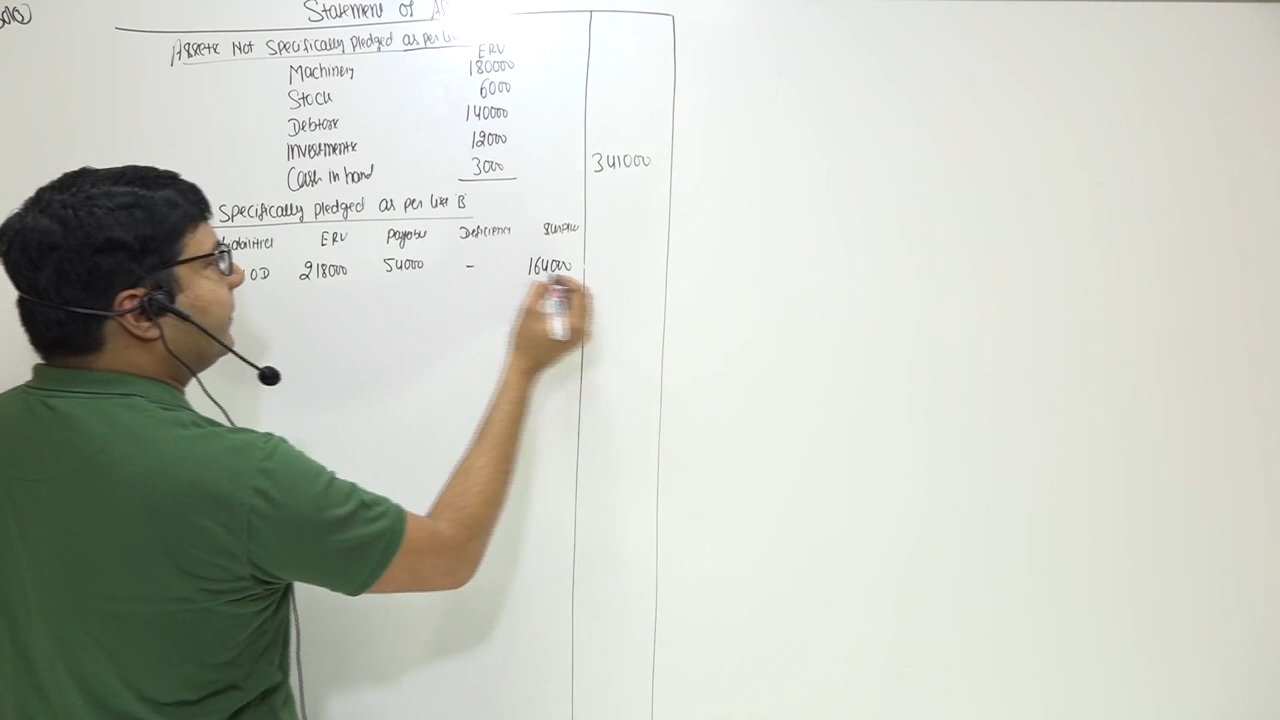 Statement of
Assets Not Specifically pledged as per
ERV
Machinery 180000
Stock 6000
Debtors 140000
Investments 12000
Cash in hand 3000 341000
Specifically pledged as per List 'B'
ERV Payable Deficiency Surplus
OD 218000 54000 - 164000